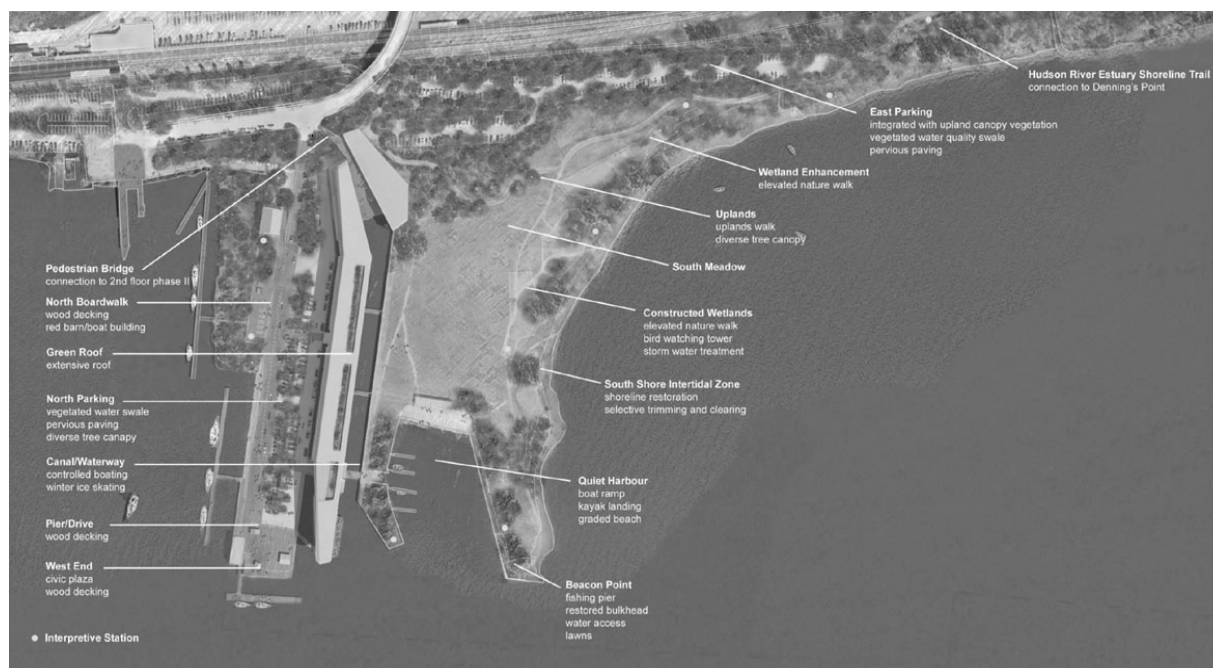 Hudson River Estuary Shoreline Trail
connection to Denning's Point
East Parking
integrated with upland canopy vegetation
vegetated water quality swale
pervious paving
Wetland Enhancement
elevated nature walk
Uplands
uplands walk
diverse tree canopy
South Meadow
Constructed Wetlands
elevated nature walk
bird watching tower
storm water treatment
South Shore Intertidal Zone
shoreline restoration
selective trimming and clearing
Quiet Harbour
boat ramp
kayak landing
graded beach
Beacon Point
fishing pier
restored bulkhead
water access
lawns
Pedestrian Bridge
connection to 2nd floor phase II
North Boardwalk
wood decking
red barn/boat building
Green Roof
extensive roof
North Parking
vegetated water swale
pervious paving
diverse tree canapy
Canal/Waterway
controlled boating
winter ice skating
Pier/Drive
wood decking
West End
civic plaza
wood decking
Interpretive Station